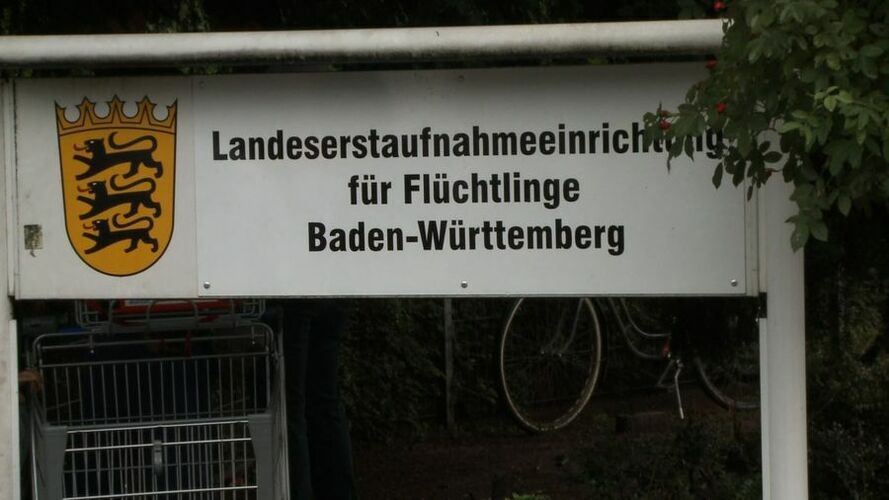 Landeserstaufnahmeeinrichtung
für Flüchtlinge
Baden-Württemberg